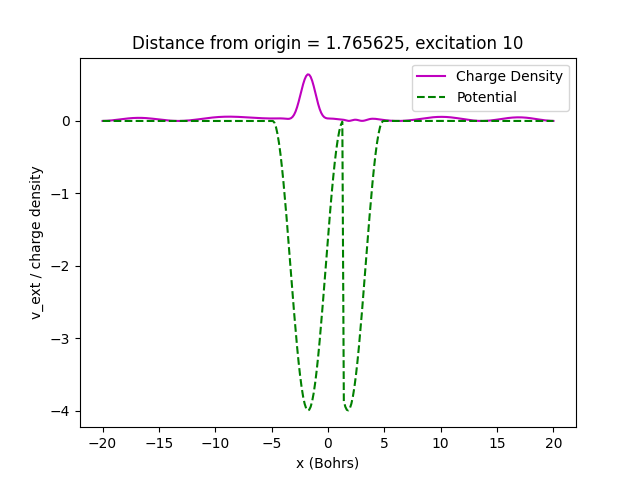 Distance from origin = 1.765625, excitation 10
Charge Density
Potential
v_ext / charge density
0
−1
−2
−3
−4
−20
−15
−10
−5
0
5
10
15
20
x (Bohrs)